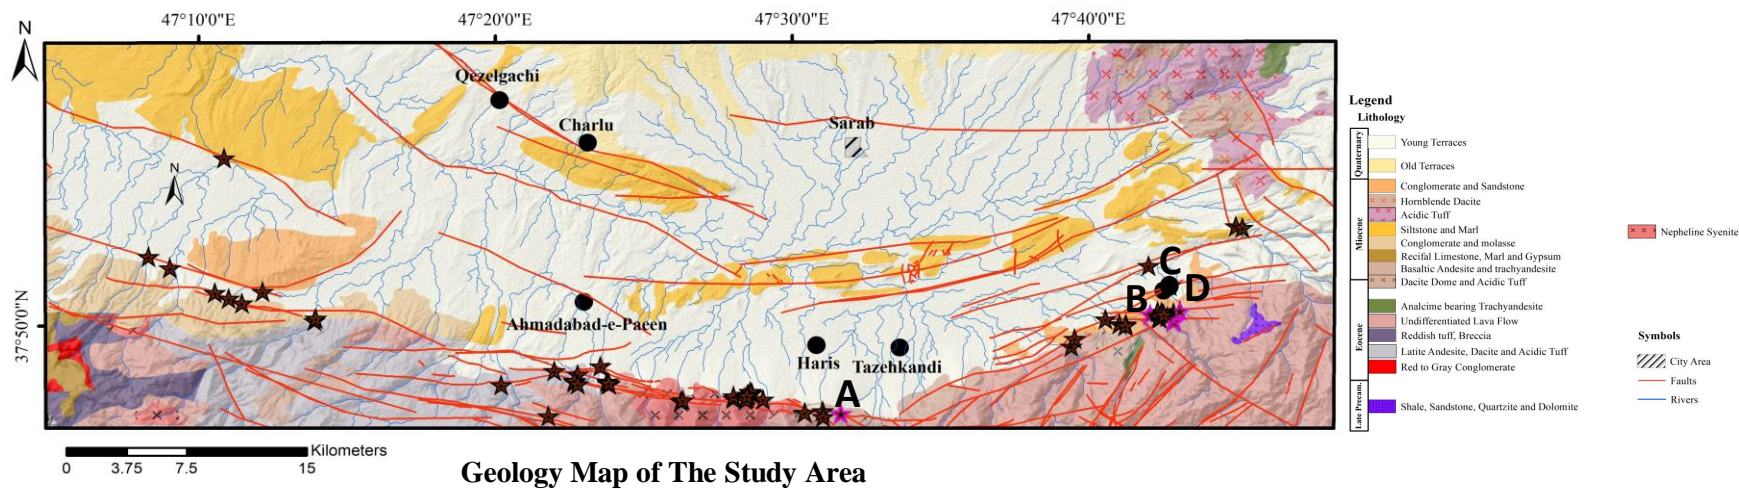 47°10'0"E 47°20'0"E 47°30'0"E 47°40'0"E
N
Qezelgachi
Charlu
Sarab
N
C
D
B
37°50'0"N
Ahmadabad-e-Paeen
Haris Tazehkandi
A
Legend
Lithology
Quaternary
Young Terraces
Old Terraces
Miocene
Conglomerate and Sandstone
Hornblende Dacite
Acidic Tuff
Siltstone and Marl
Conglomerate and molasse
Recifal Limestone, Marl and Gypsum
Basaltic Andesite and trachyandesite
Dacite Dome and Acidic Tuff
Eocene
Analcime bearing Trachyandesite
Undifferentiated Lava Flow
Reddish tuff, Breccia
Latite Andesite, Dacite and Acidic Tuff
Red to Gray Conglomerate
Late Precam.
Shale, Sandstone, Quartzite and Dolomite
Nepheline Syenite
Symbols
City Area
Faults
Rivers
Kilometers
0 3.75 7.5 15
Geology Map of The Study Area